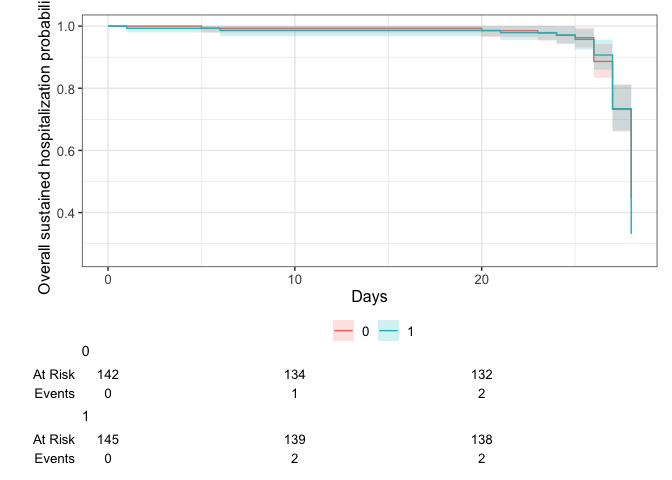 Overall sustained hospitalization probabili
1.0
0.8
0.6
0.4
0 10 20
Days
0 1
0
At Risk 142 134 132
Events 0 1 2
1
At Risk 145 139 138
Events 0 2 2